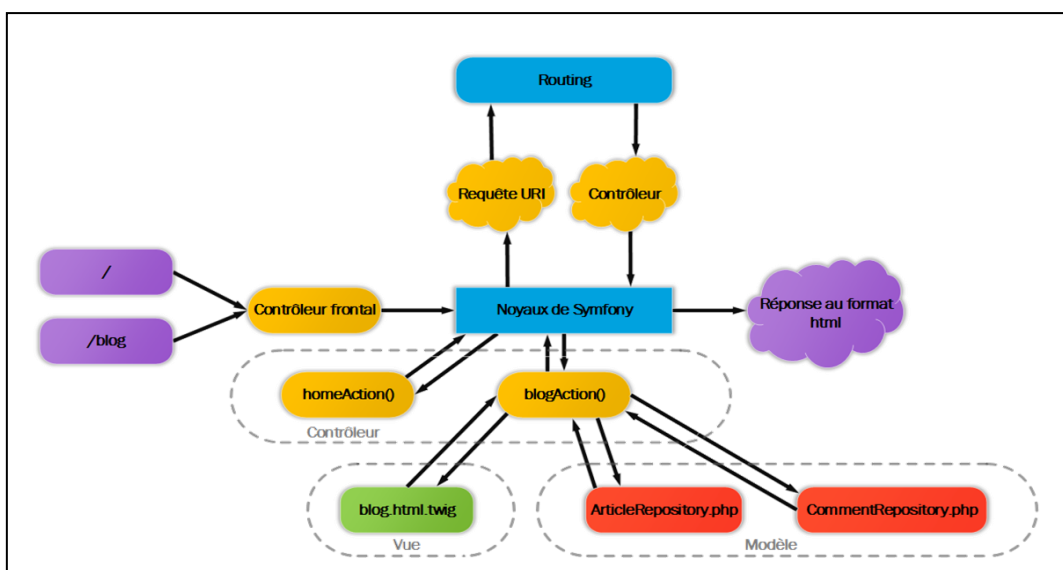 Routing
Requête URI
Contrôleur
/
/blog
Contrôleur frontal
Noyaux de Symfony
Réponse au format
html
homeAction()
blogAction()
Contrôleur
blog.html.twig
ArticleRepository.php
CommentRepository.php
Vue
Modèle